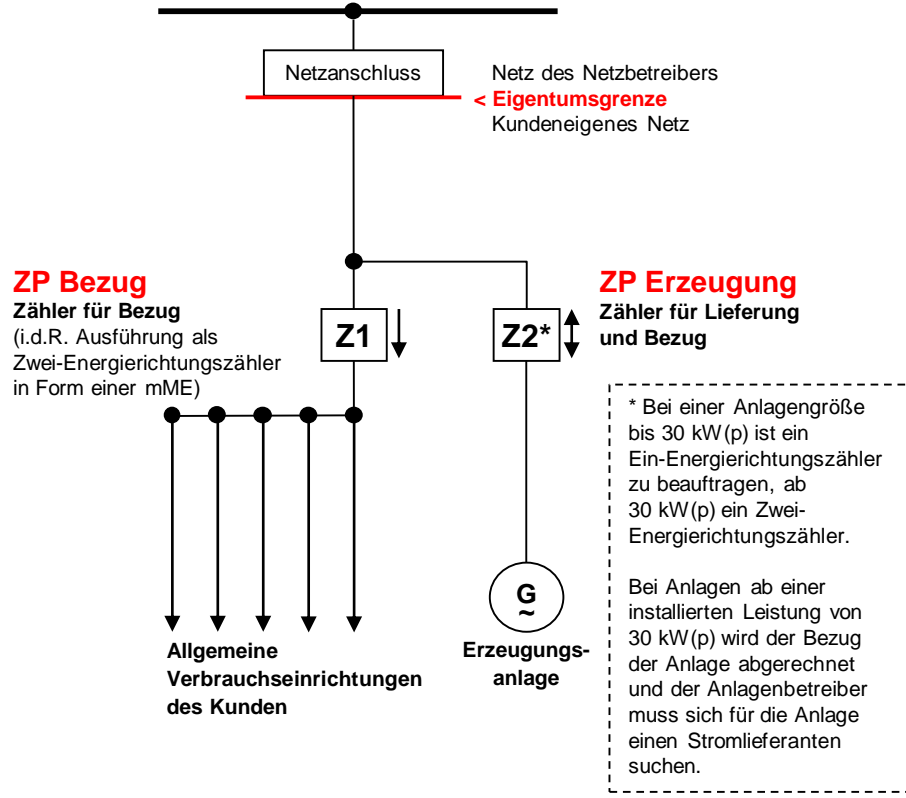 Netzanschluss
Netz des Netzbetreibers
< Eigentumsgrenze
Kundeneigenes Netz
ZP Bezug
Zähler für Bezug
(i.d.R. Ausführung als
Zwei-Energierichtungszähler
in Form einer mME)
Z1
Z2*
ZP Erzeugung
Zähler für Lieferung
und Bezug
* Bei einer Anlagengröße
bis 30 kW(p) ist ein
Ein-Energierichtungszähler
zu beauftragen, ab
30 kW(p) ein Zwei-
Energierichtungszähler.
Bei Anlagen ab einer
installierten Leistung von
30 kW(p) wird der Bezug
der Anlage abgerechnet
und der Anlagenbetreiber
muss sich für die Anlage
einen Stromlieferanten
suchen.
G
~
Allgemeine
Verbrauchseinrichtungen
des Kunden
Erzeugungs-
anlage